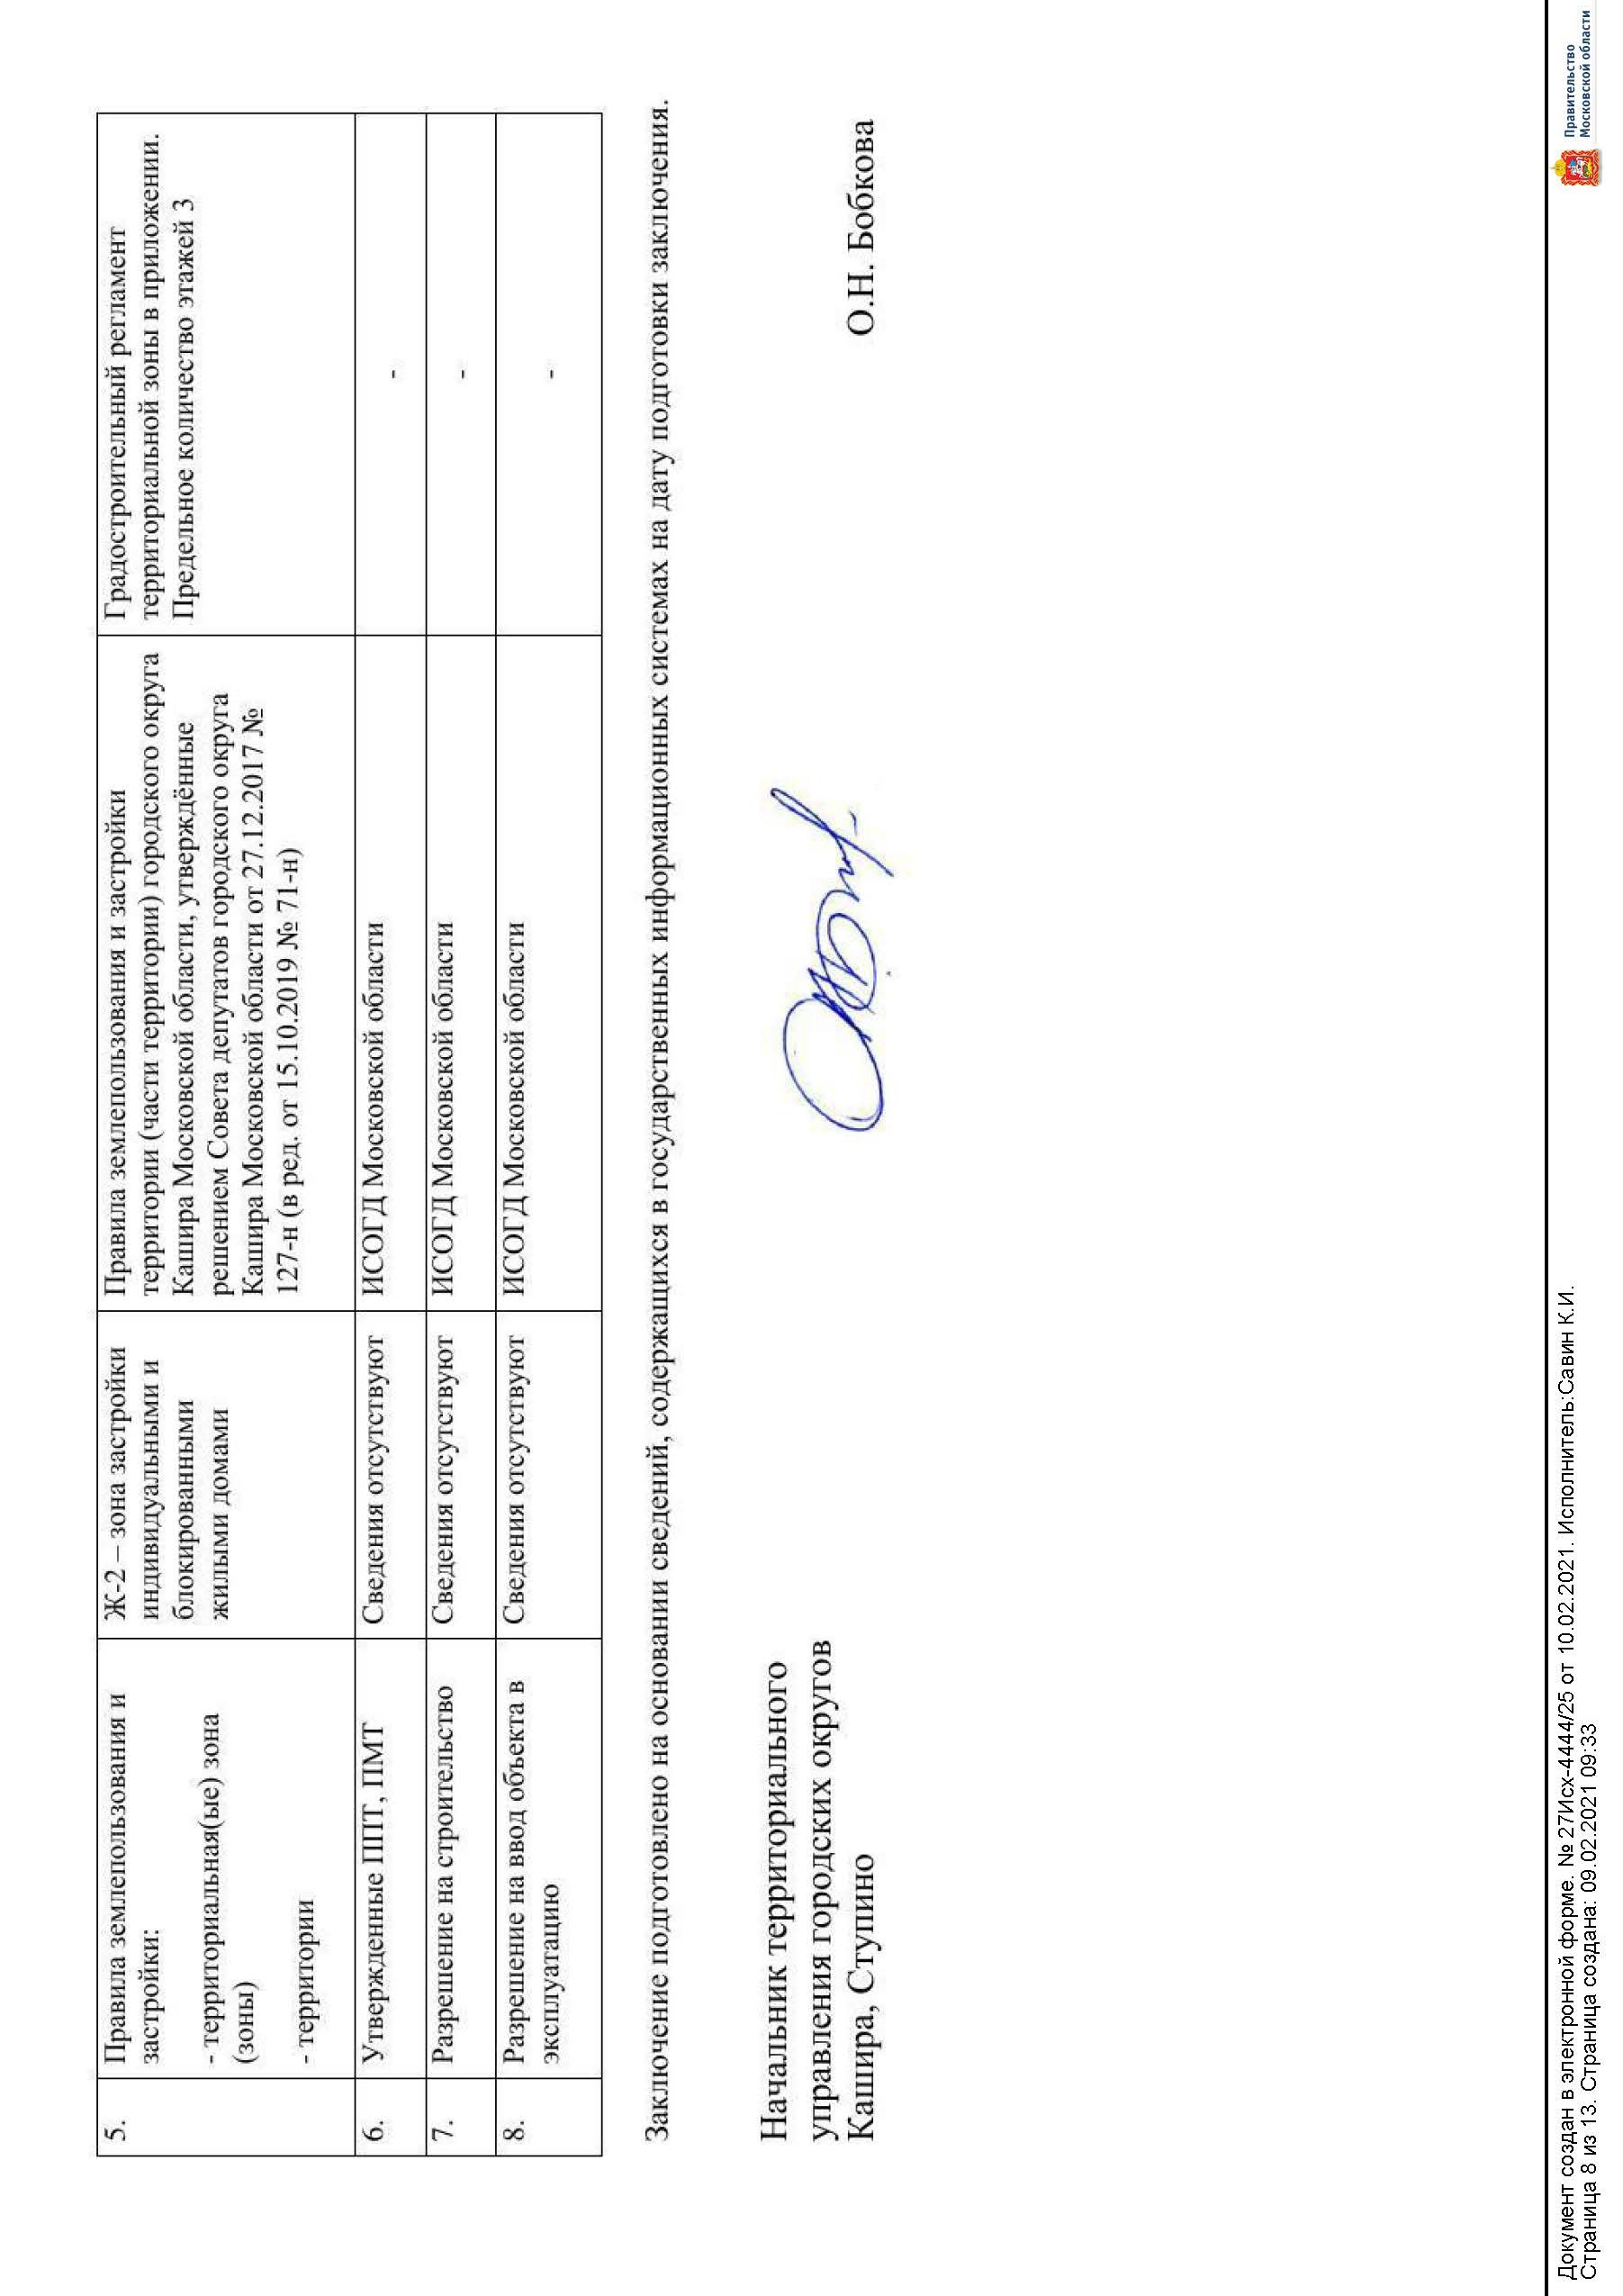 5.
Правила землепользования и
застройки:
- территориальная(ые) зона
(зоны)
- территории
Ж-2 – зона застройки
индивидуальными и
блокированными
жилыми домами
Правила землепользования и застройки
территории (части территории) городского округа
Кашира Московской области, утверждённые
решением Совета депутатов городского округа
Кашира Московской области от 27.12.2017 №
127-н (в ред. от 15.10.2019 № 71-н)
Градостроительный регламент
территориальной зоны в приложении.
Предельное количество этажей 3
6.
Утвержденные ППТ, ПМТ
Сведения отсутствуют
ИСОГД Московской области
-
7.
Разрешение на строительство
Сведения отсутствуют
ИСОГД Московской области
-
8.
Разрешение на ввод объекта в
эксплуатацию
Сведения отсутствуют
ИСОГД Московской области
-
Заключение подготовлено на основании сведений, содержащихся в государственных информационных системах на дату подготовки заключения.
Начальник территориального
управления городских округов
Кашира, Ступино
О.Н. Бобкова
Документ создан в электронной форме. № 27Исх-4444/25 от 10.02.2021. Исполнитель:Савин К.И.
Страница 8 из 13. Страница создана: 09.02.2021 09:33
Правительство
Московской области